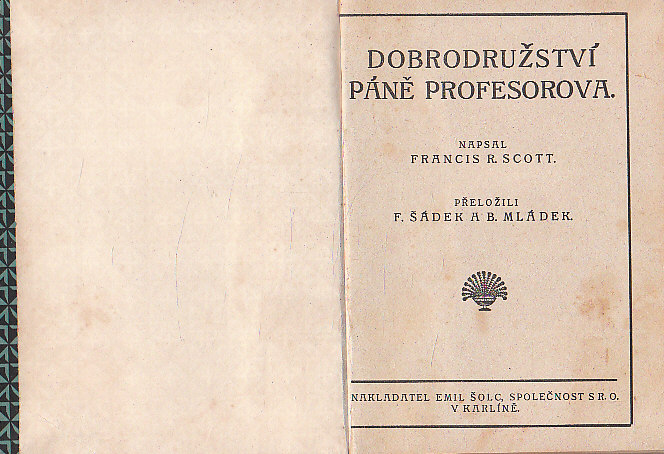 DOBRODRUŽSTVÍ
PÁNĚ PROFESOROVA.
NAPSAL
FRANCIS R. SCOTT.
PŘELOŽILI
F. ŠÁDEK A B. MLÁDEK.
NAKLADATEL EMIL ŠOLC, SPOLEČNOST S R. O.
V KARLÍNĚ.